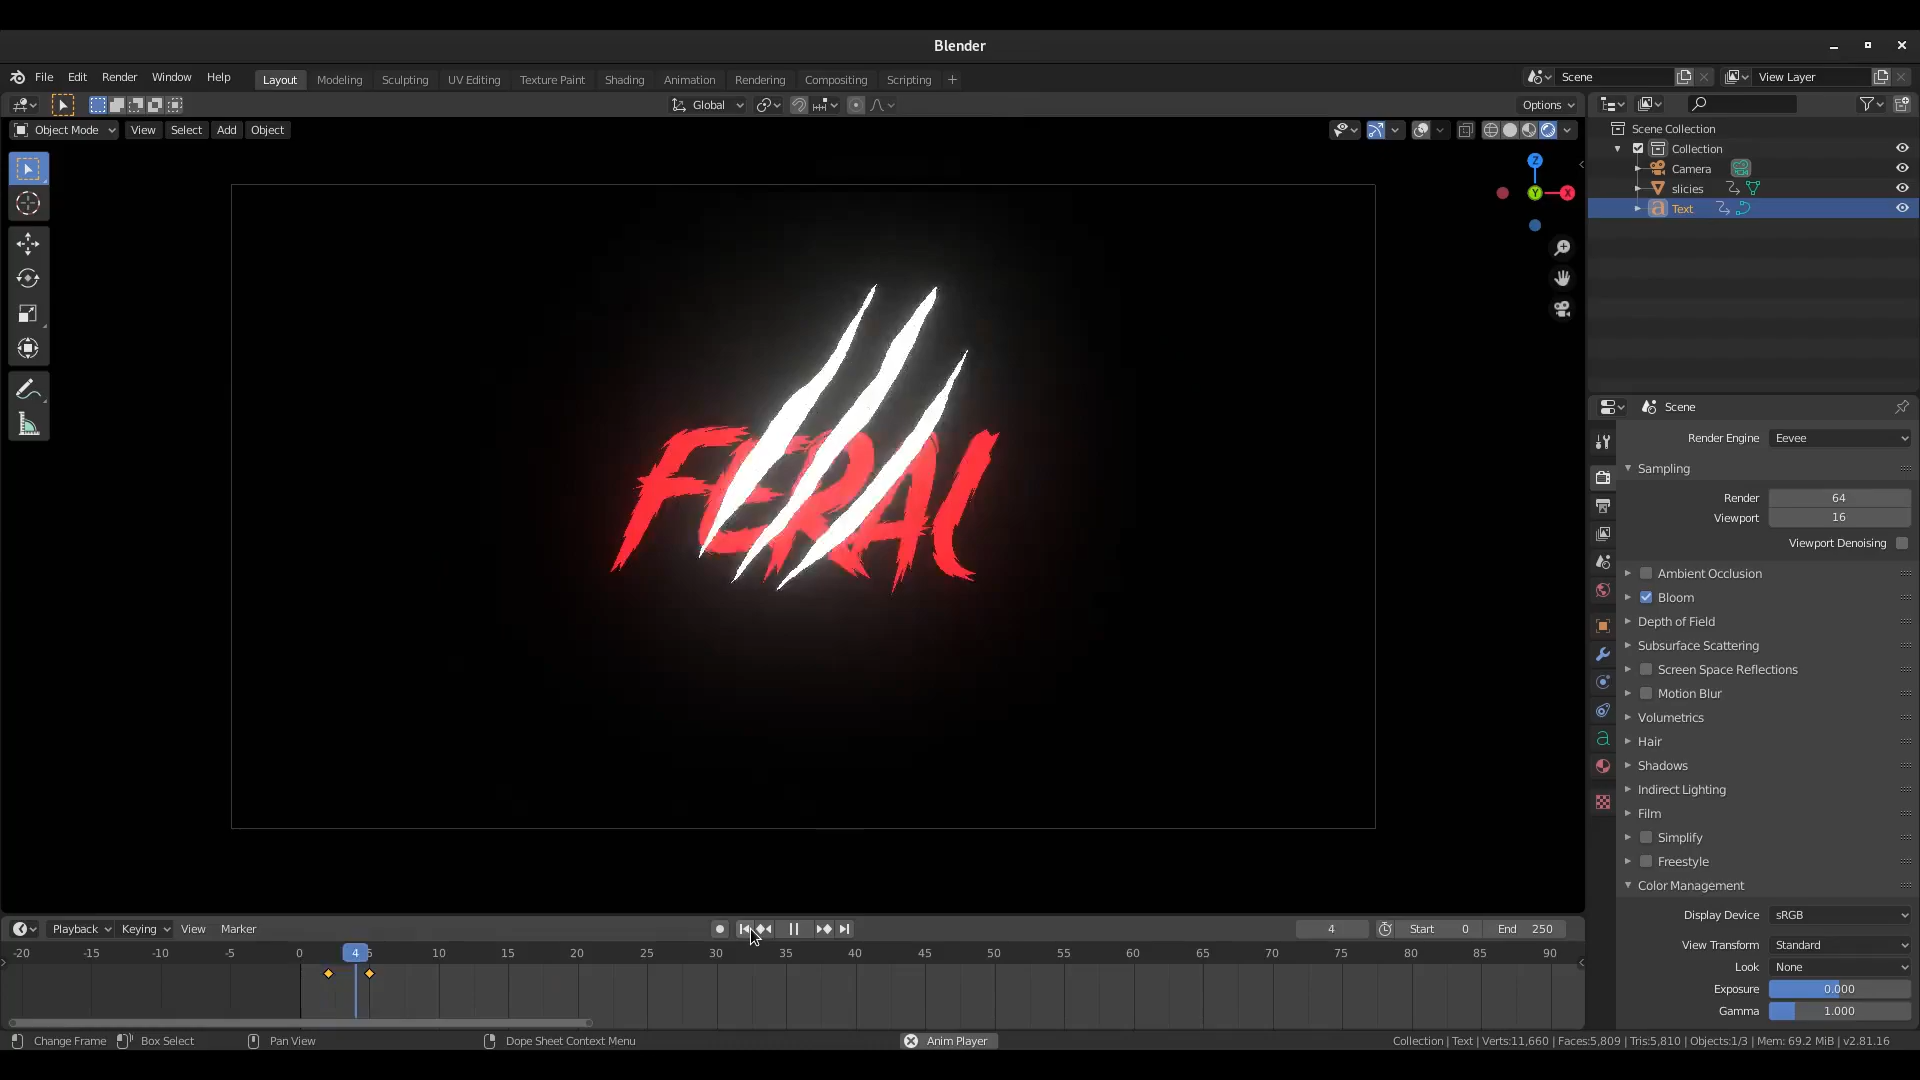 Blender
File Edit Render Window Help Layout Modeling Sculpting UV Editing Texture Paint Shading Animation Rendering Compositing Scripting + Scene View Layer
Global Options
Object Mode View Select Add Object
Z
Y X
Scene Collection
Collection
Camera
slicies
Text
FERAL
Scene
Render Engine Eevee
Sampling
Render 64
Viewport 16
Viewport Denoising
Ambient Occlusion
Bloom
Depth of Field
Subsurface Scattering
Screen Space Reflections
Motion Blur
Volumetrics
Hair
Shadows
Indirect Lighting
Film
Simplify
Freestyle
Color Management
Display Device sRGB
View Transform Standard
Look None
Exposure 0.000
Gamma 1.000
Playback Keying View Marker 4 Start 0 End 250
-20 -15 -10 -5 0 4 5 10 15 20 25 30 35 40 45 50 55 60 65 70 75 80 85 90
Change Frame Box Select Pan View Dope Sheet Context Menu Anim Player Collection | Text | Verts:11,660 | Faces:5,809 | Tris:5,810 | Objects:1/3 | Mem: 69.2 MiB | v2.81.16